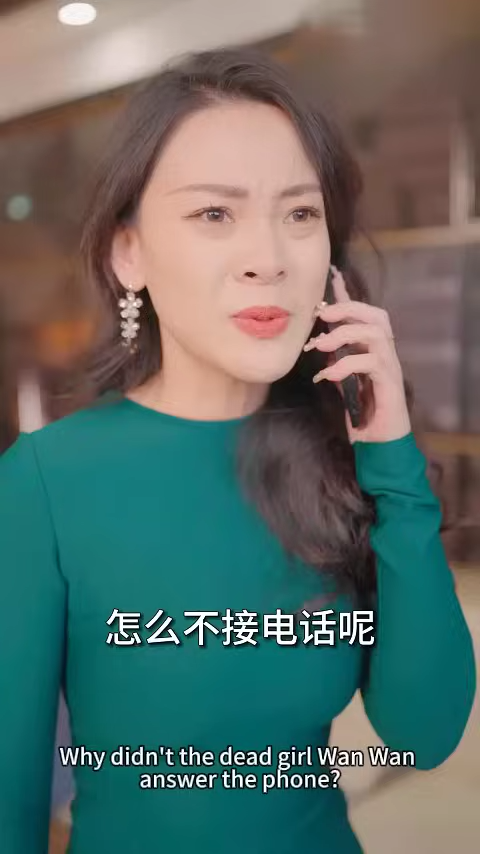 怎么不接电话呢
Why didn't the dead girl Wan Wan
answer the phone?